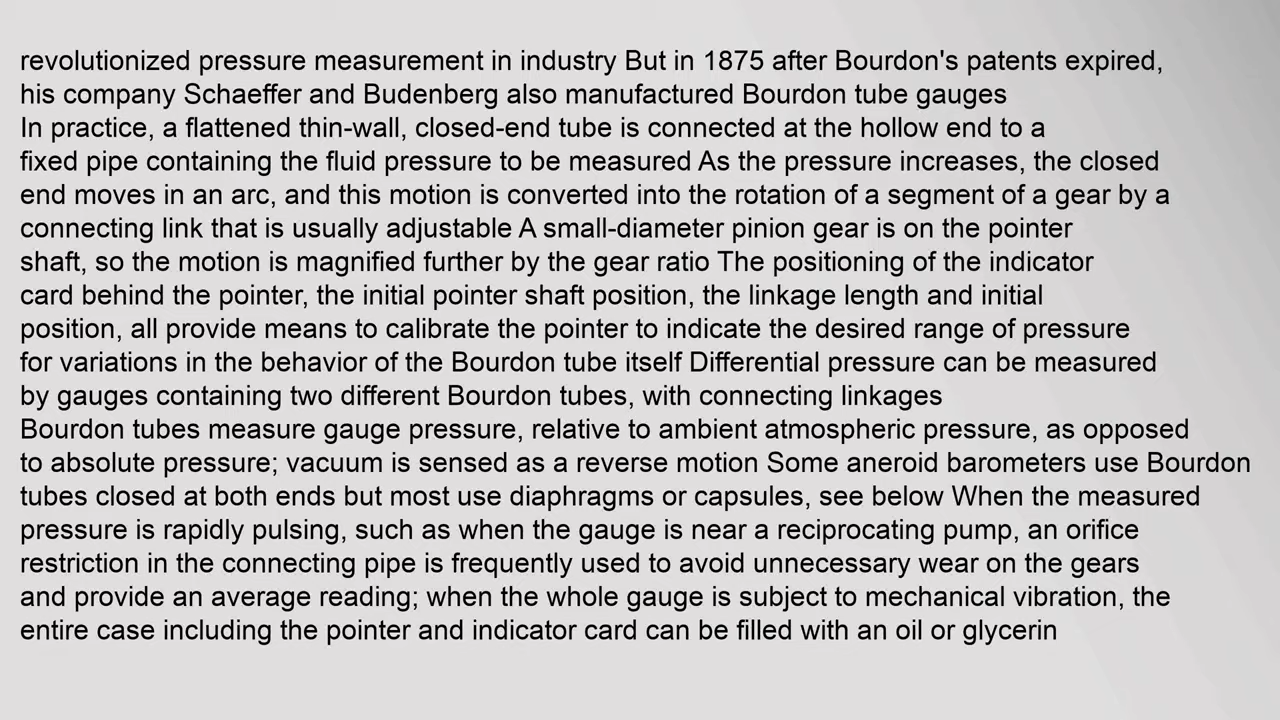 revolutionized pressure measurement in industry But in 1875 after Bourdon's patents expired,
his company Schaeffer and Budenberg also manufactured Bourdon tube gauges
In practice, a flattened thin-wall, closed-end tube is connected at the hollow end to a
fixed pipe containing the fluid pressure to be measured As the pressure increases, the closed
end moves in an arc, and this motion is converted into the rotation of a segment of a gear by a
connecting link that is usually adjustable A small-diameter pinion gear is on the pointer
shaft, so the motion is magnified further by the gear ratio The positioning of the indicator
card behind the pointer, the initial pointer shaft position, the linkage length and initial
position, all provide means to calibrate the pointer to indicate the desired range of pressure
for variations in the behavior of the Bourdon tube itself Differential pressure can be measured
by gauges containing two different Bourdon tubes, with connecting linkages
Bourdon tubes measure gauge pressure, relative to ambient atmospheric pressure, as opposed
to absolute pressure; vacuum is sensed as a reverse motion Some aneroid barometers use Bourdon
tubes closed at both ends but most use diaphragms or capsules, see below When the measured
pressure is rapidly pulsing, such as when the gauge is near a reciprocating pump, an orifice
restriction in the connecting pipe is frequently used to avoid unnecessary wear on the gears
and provide an average reading; when the whole gauge is subject to mechanical vibration, the
entire case including the pointer and indicator card can be filled with an oil or glycerin